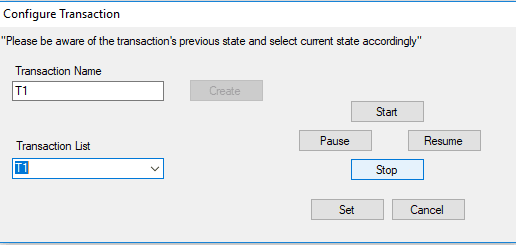 Configure Transaction
"Please be aware of the transaction's previous state and select current state accordingly"
Transaction Name
T1
Create
Start
Pause
Resume
Transaction List
T1
Stop
Set
Cancel